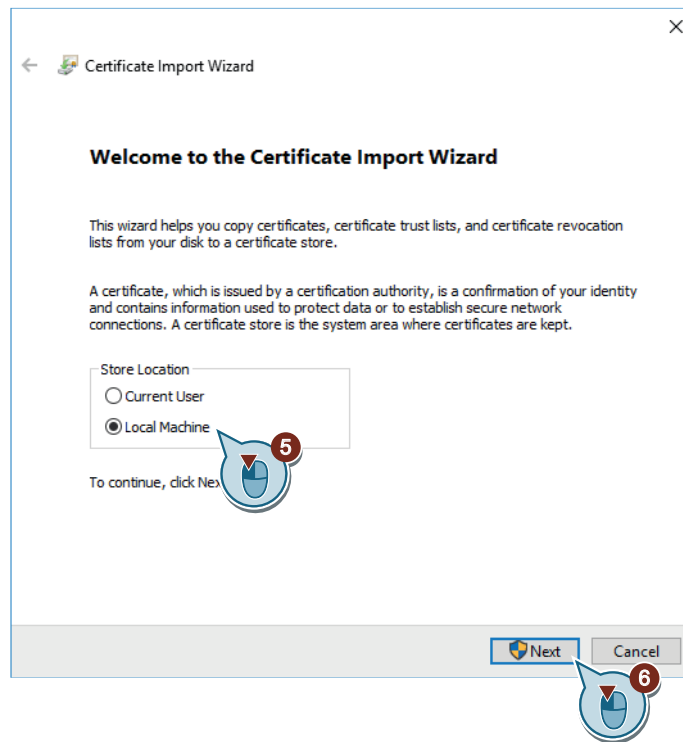 Certificate Import Wizard
Welcome to the Certificate Import Wizard
This wizard helps you copy certificates, certificate trust lists, and certificate revocation
lists from your disk to a certificate store.
A certificate, which is issued by a certification authority, is a confirmation of your identity
and contains information used to protect data or to establish secure network
connections. A certificate store is the system area where certificates are kept.
Store Location
Current User
Local Machine
5
To continue, click Nex
Next
Cancel
6